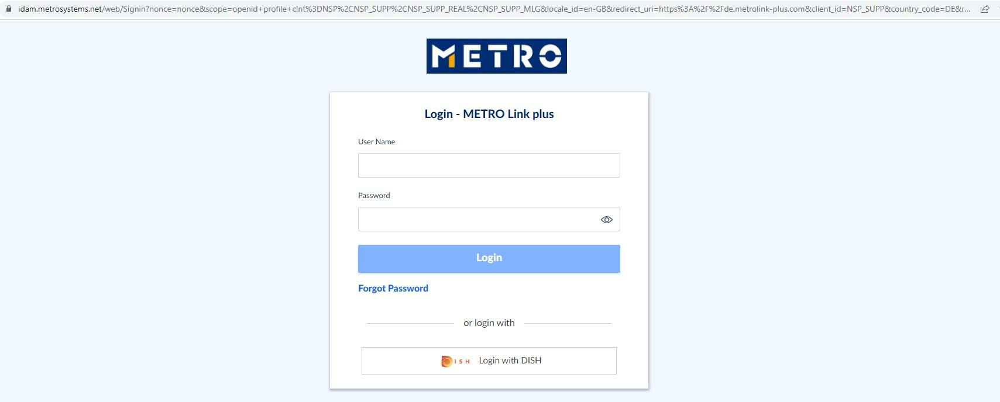 idam.metrosystems.net/web/Signin?nonce=nonce&scope=openid+profile+clnt%3DNSP%2CNSP_SUPP%2CNSP_SUPP_REAL%2CNSP_SUPP_MLG&locale_id=en-GB&redirect_uri=https%3A%2F%2Fde.metrolink-plus.com&client_id=NSP_SUPP&country_code=DE&r...
METRO
Login - METRO Link plus
User Name
Password
Login
Forgot Password
or login with
DISH Login with DISH